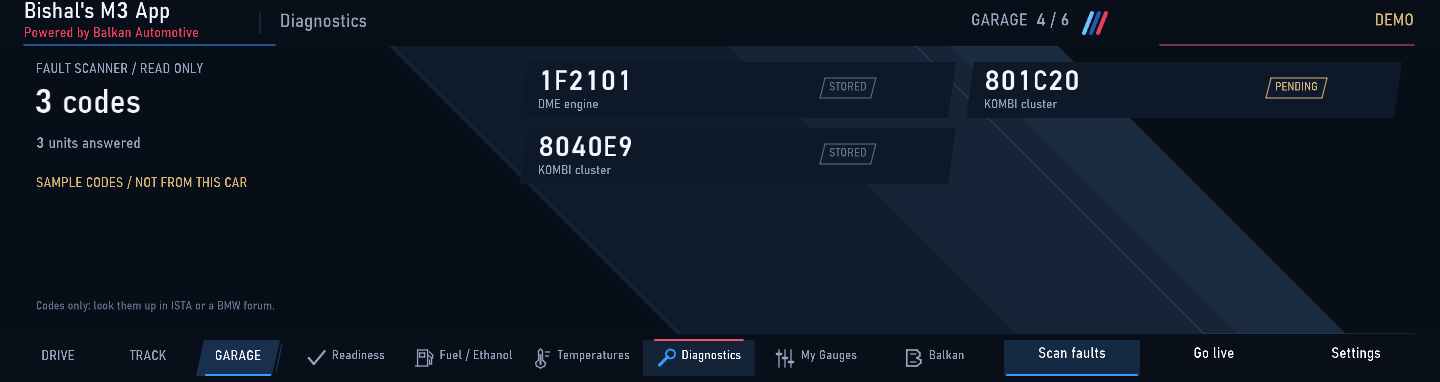 Bishal's M3 App
Powered by Balkan Automotive
Diagnostics
GARAGE 4 / 6
DEMO
FAULT SCANNER / READ ONLY
3 codes
3 units answered
SAMPLE CODES / NOT FROM THIS CAR
1F2101
DME engine
STORED
801C20
KOMBI cluster
PENDING
8040E9
KOMBI cluster
STORED
Codes only: look them up in ISTA or a BMW forum.
DRIVE
TRACK
GARAGE
Readiness
Fuel / Ethanol
Temperatures
Diagnostics
My Gauges
Balkan
Scan faults
Go live
Settings